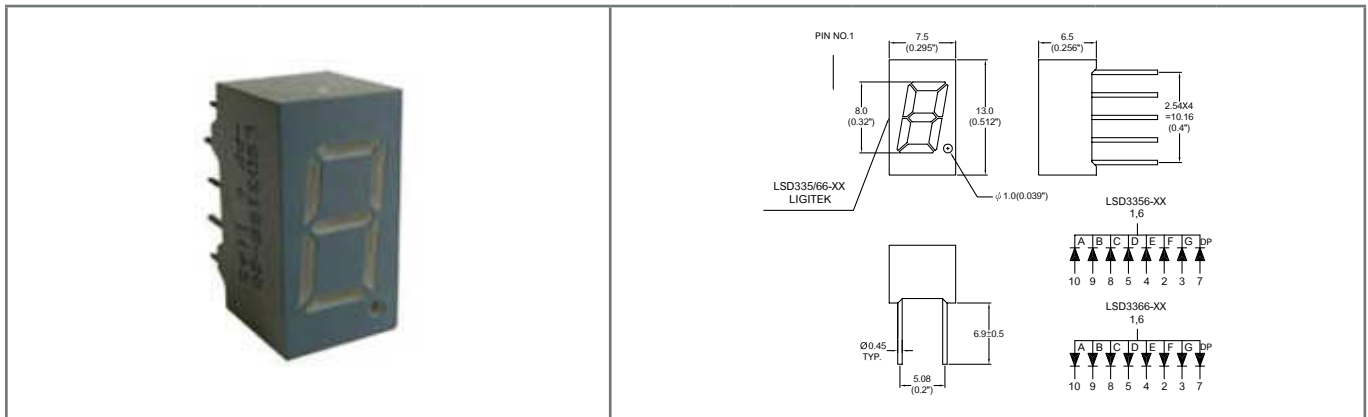 PIN NO.1
7.5
(0.295")
6.5
(0.256")
8.0
(0.32")
13.0
(0.512")
2.54X4
=10.16
(0.4")
LSD335/66-XX
LIGITEK
ϕ1.0(0.039")
LSD3356-XX
1,6
A B C D E F G DP
10 9 8 5 4 2 3 7
6.9±0.5
Ø0.45
TYP.
5.08
(0.2")
LSD3366-XX
1,6
A B C D E F G DP
10 9 8 5 4 2 3 7